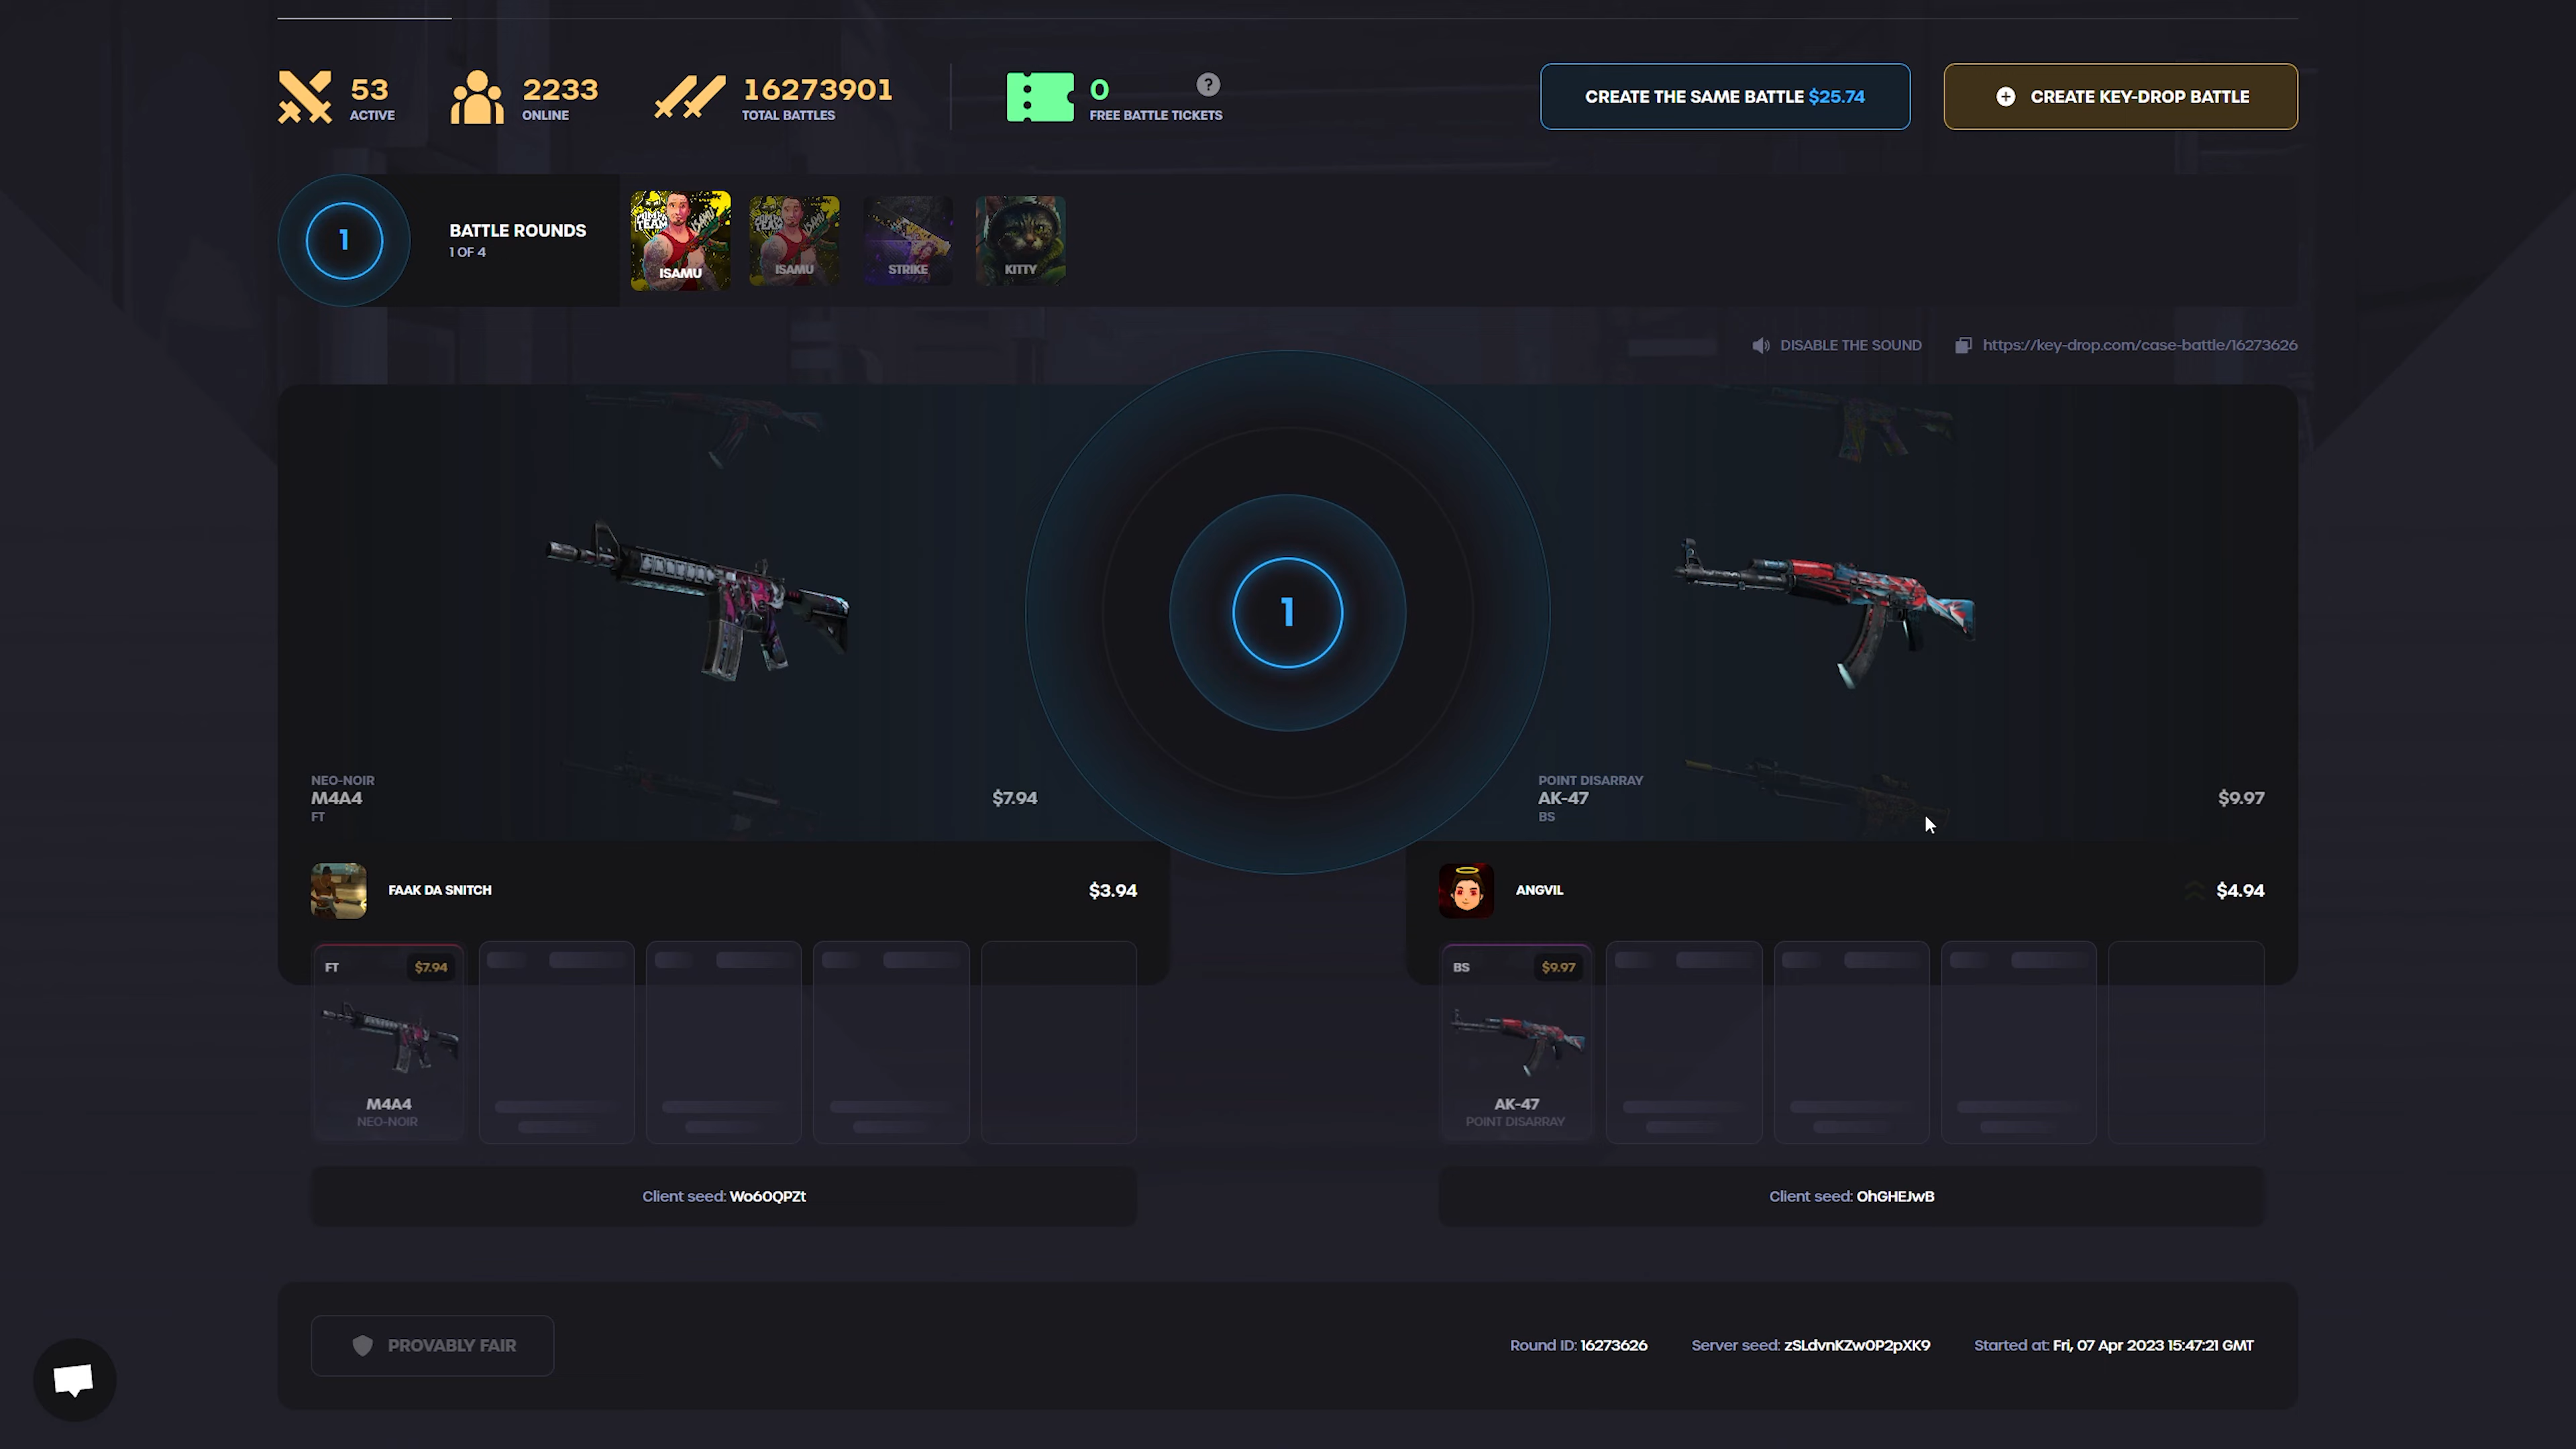 53
ACTIVE
2233
ONLINE
16273901
TOTAL BATTLES
0
FREE BATTLE TICKETS
?
CREATE THE SAME BATTLE $25.74
CREATE KEY-DROP BATTLE
1
BATTLE ROUNDS
1 OF 4
ISAMU
ISAMU
STRIKE
KITTY
DISABLE THE SOUND
https://key-drop.com/case-battle/16273626
1
NEO-NOIR
M4A4
FT
$7.94
POINT DISARRAY
AK-47
BS
$9.97
FAAK DA SNITCH
$3.94
ANGVIL
$4.94
FT
$7.94
M4A4
NEO-NOIR
BS
$9.97
AK-47
POINT DISARRAY
Client seed: Wo60QPZt
Client seed: OhGHEJwB
PROVABLY FAIR
Round ID: 16273626
Server seed: zSLdvnKZw0P2pXK9
Started at: Fri, 07 Apr 2023 15:47:21 GMT